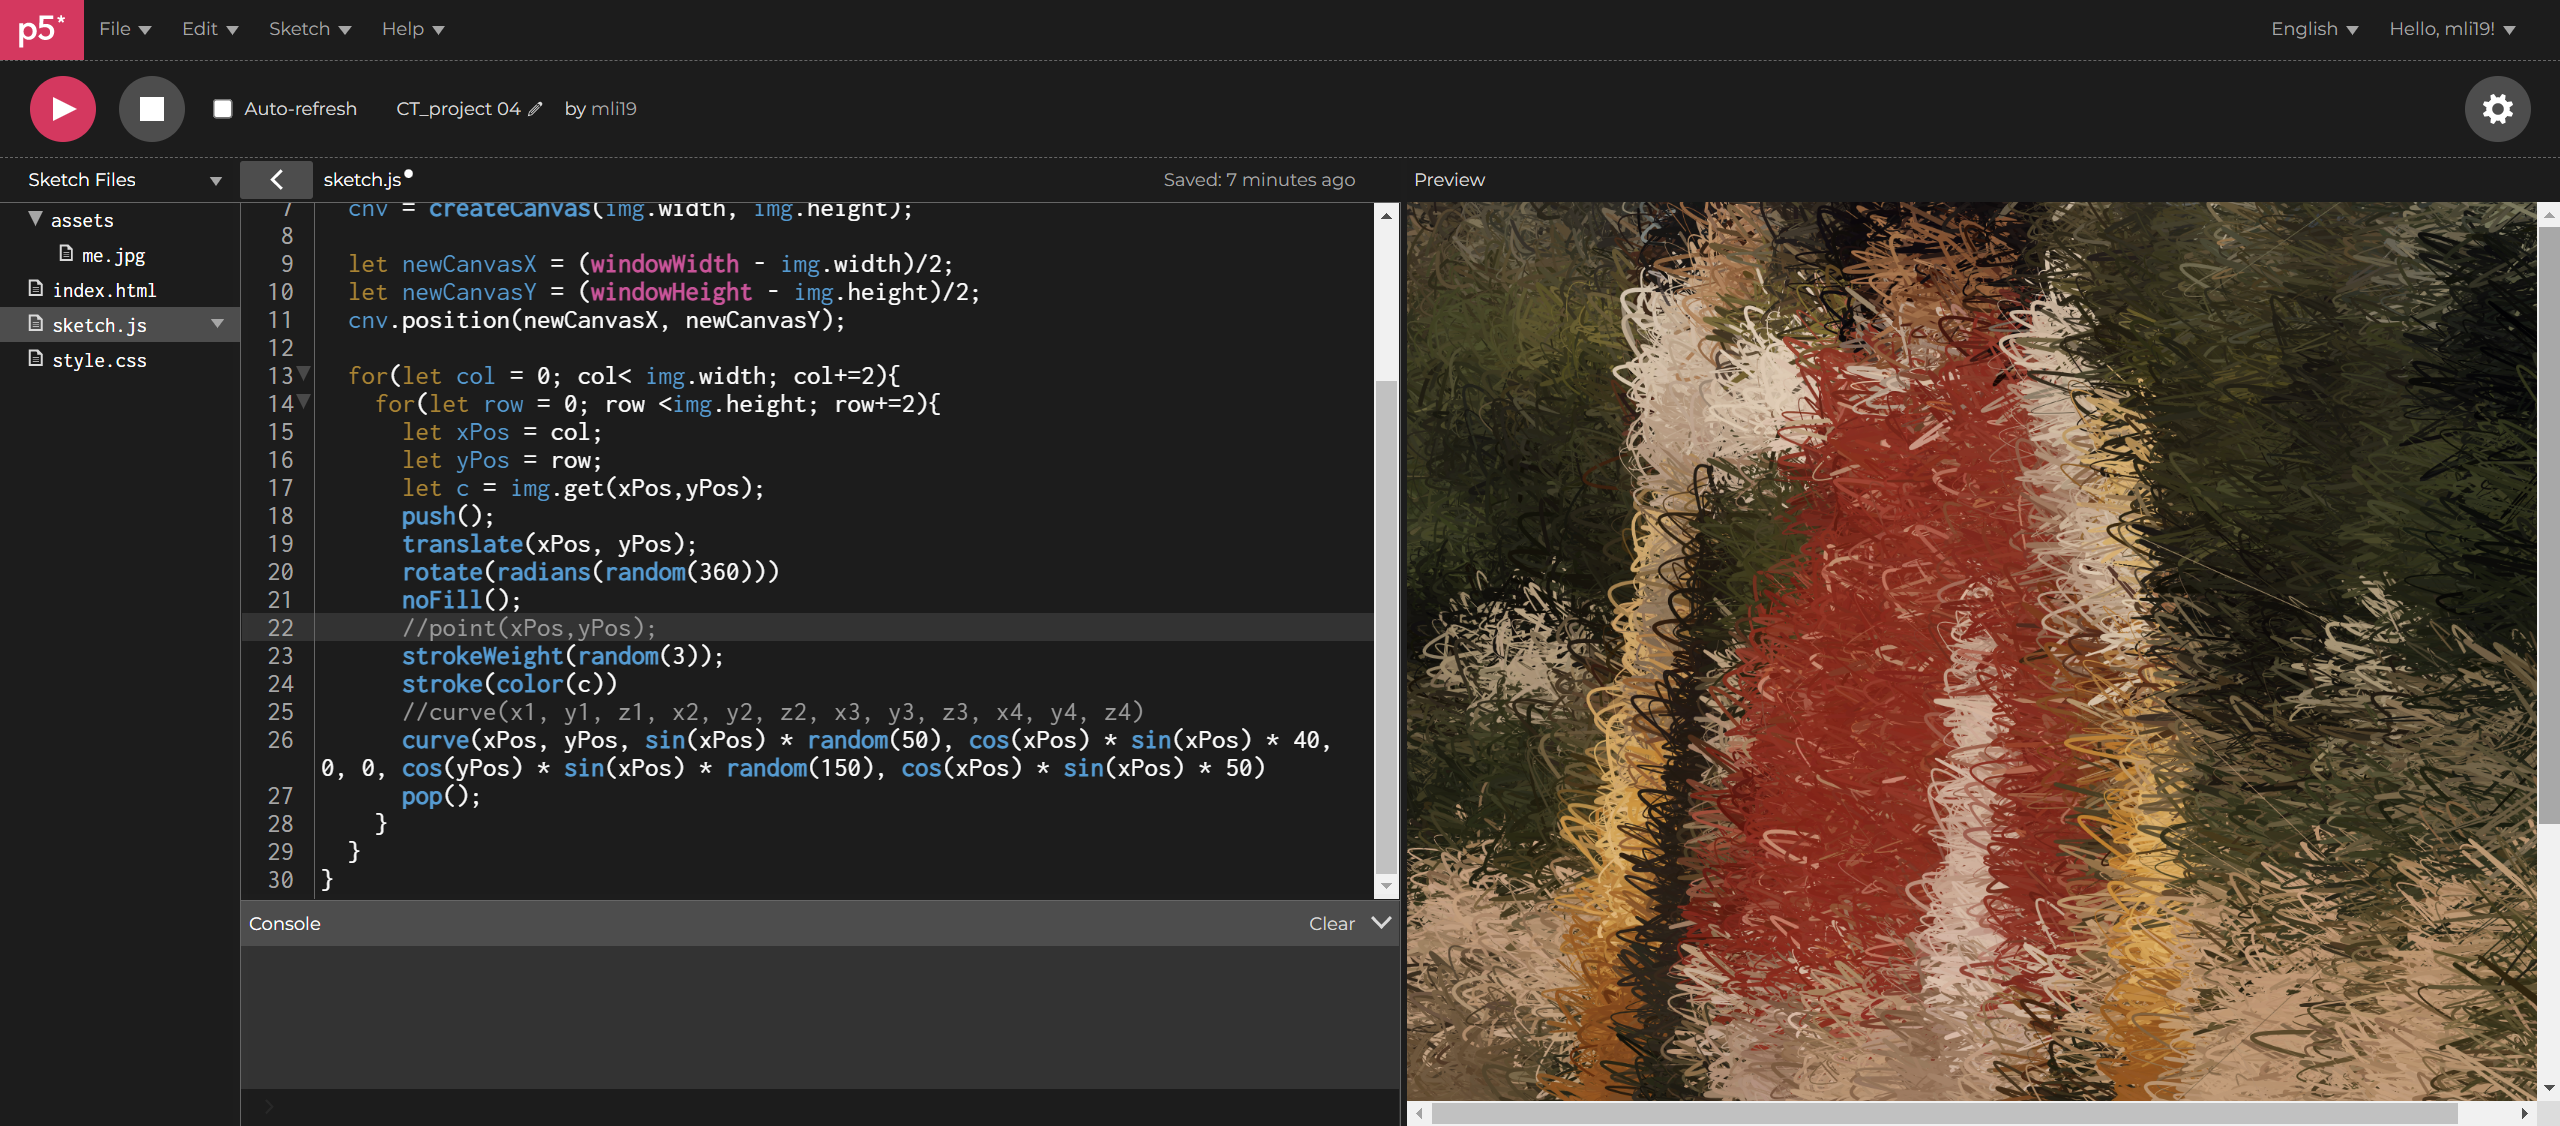 p5* File Edit Sketch Help English Hello, mli19!
Auto-refresh CT_project 04 by mli19
Sketch Files sketch.js Saved: 7 minutes ago Preview
assets
me.jpg
index.html
sketch.js
style.css
7 cnv = createCanvas(img.width, img.height);
8
9 let newCanvasX = (windowWidth - img.width)/2;
10 let newCanvasY = (windowHeight - img.height)/2;
11 cnv.position(newCanvasX, newCanvasY);
12
13 for(let col = 0; col< img.width; col+=2){
14 for(let row = 0; row <img.height; row+=2){
15 let xPos = col;
16 let yPos = row;
17 let c = img.get(xPos,yPos);
18 push();
19 translate(xPos, yPos);
20 rotate(radians(random(360)))
21 noFill();
22 //point(xPos,yPos);
23 strokeWeight(random(3));
24 stroke(color(c))
25 //curve(x1, y1, z1, x2, y2, z2, x3, y3, z3, x4, y4, z4)
26 curve(xPos, yPos, sin(xPos) * random(50), cos(xPos) * sin(xPos) * 40,
0, 0, cos(yPos) * sin(xPos) * random(150), cos(xPos) * sin(xPos) * 50)
27 pop();
28 }
29 }
30 }
Console Clear